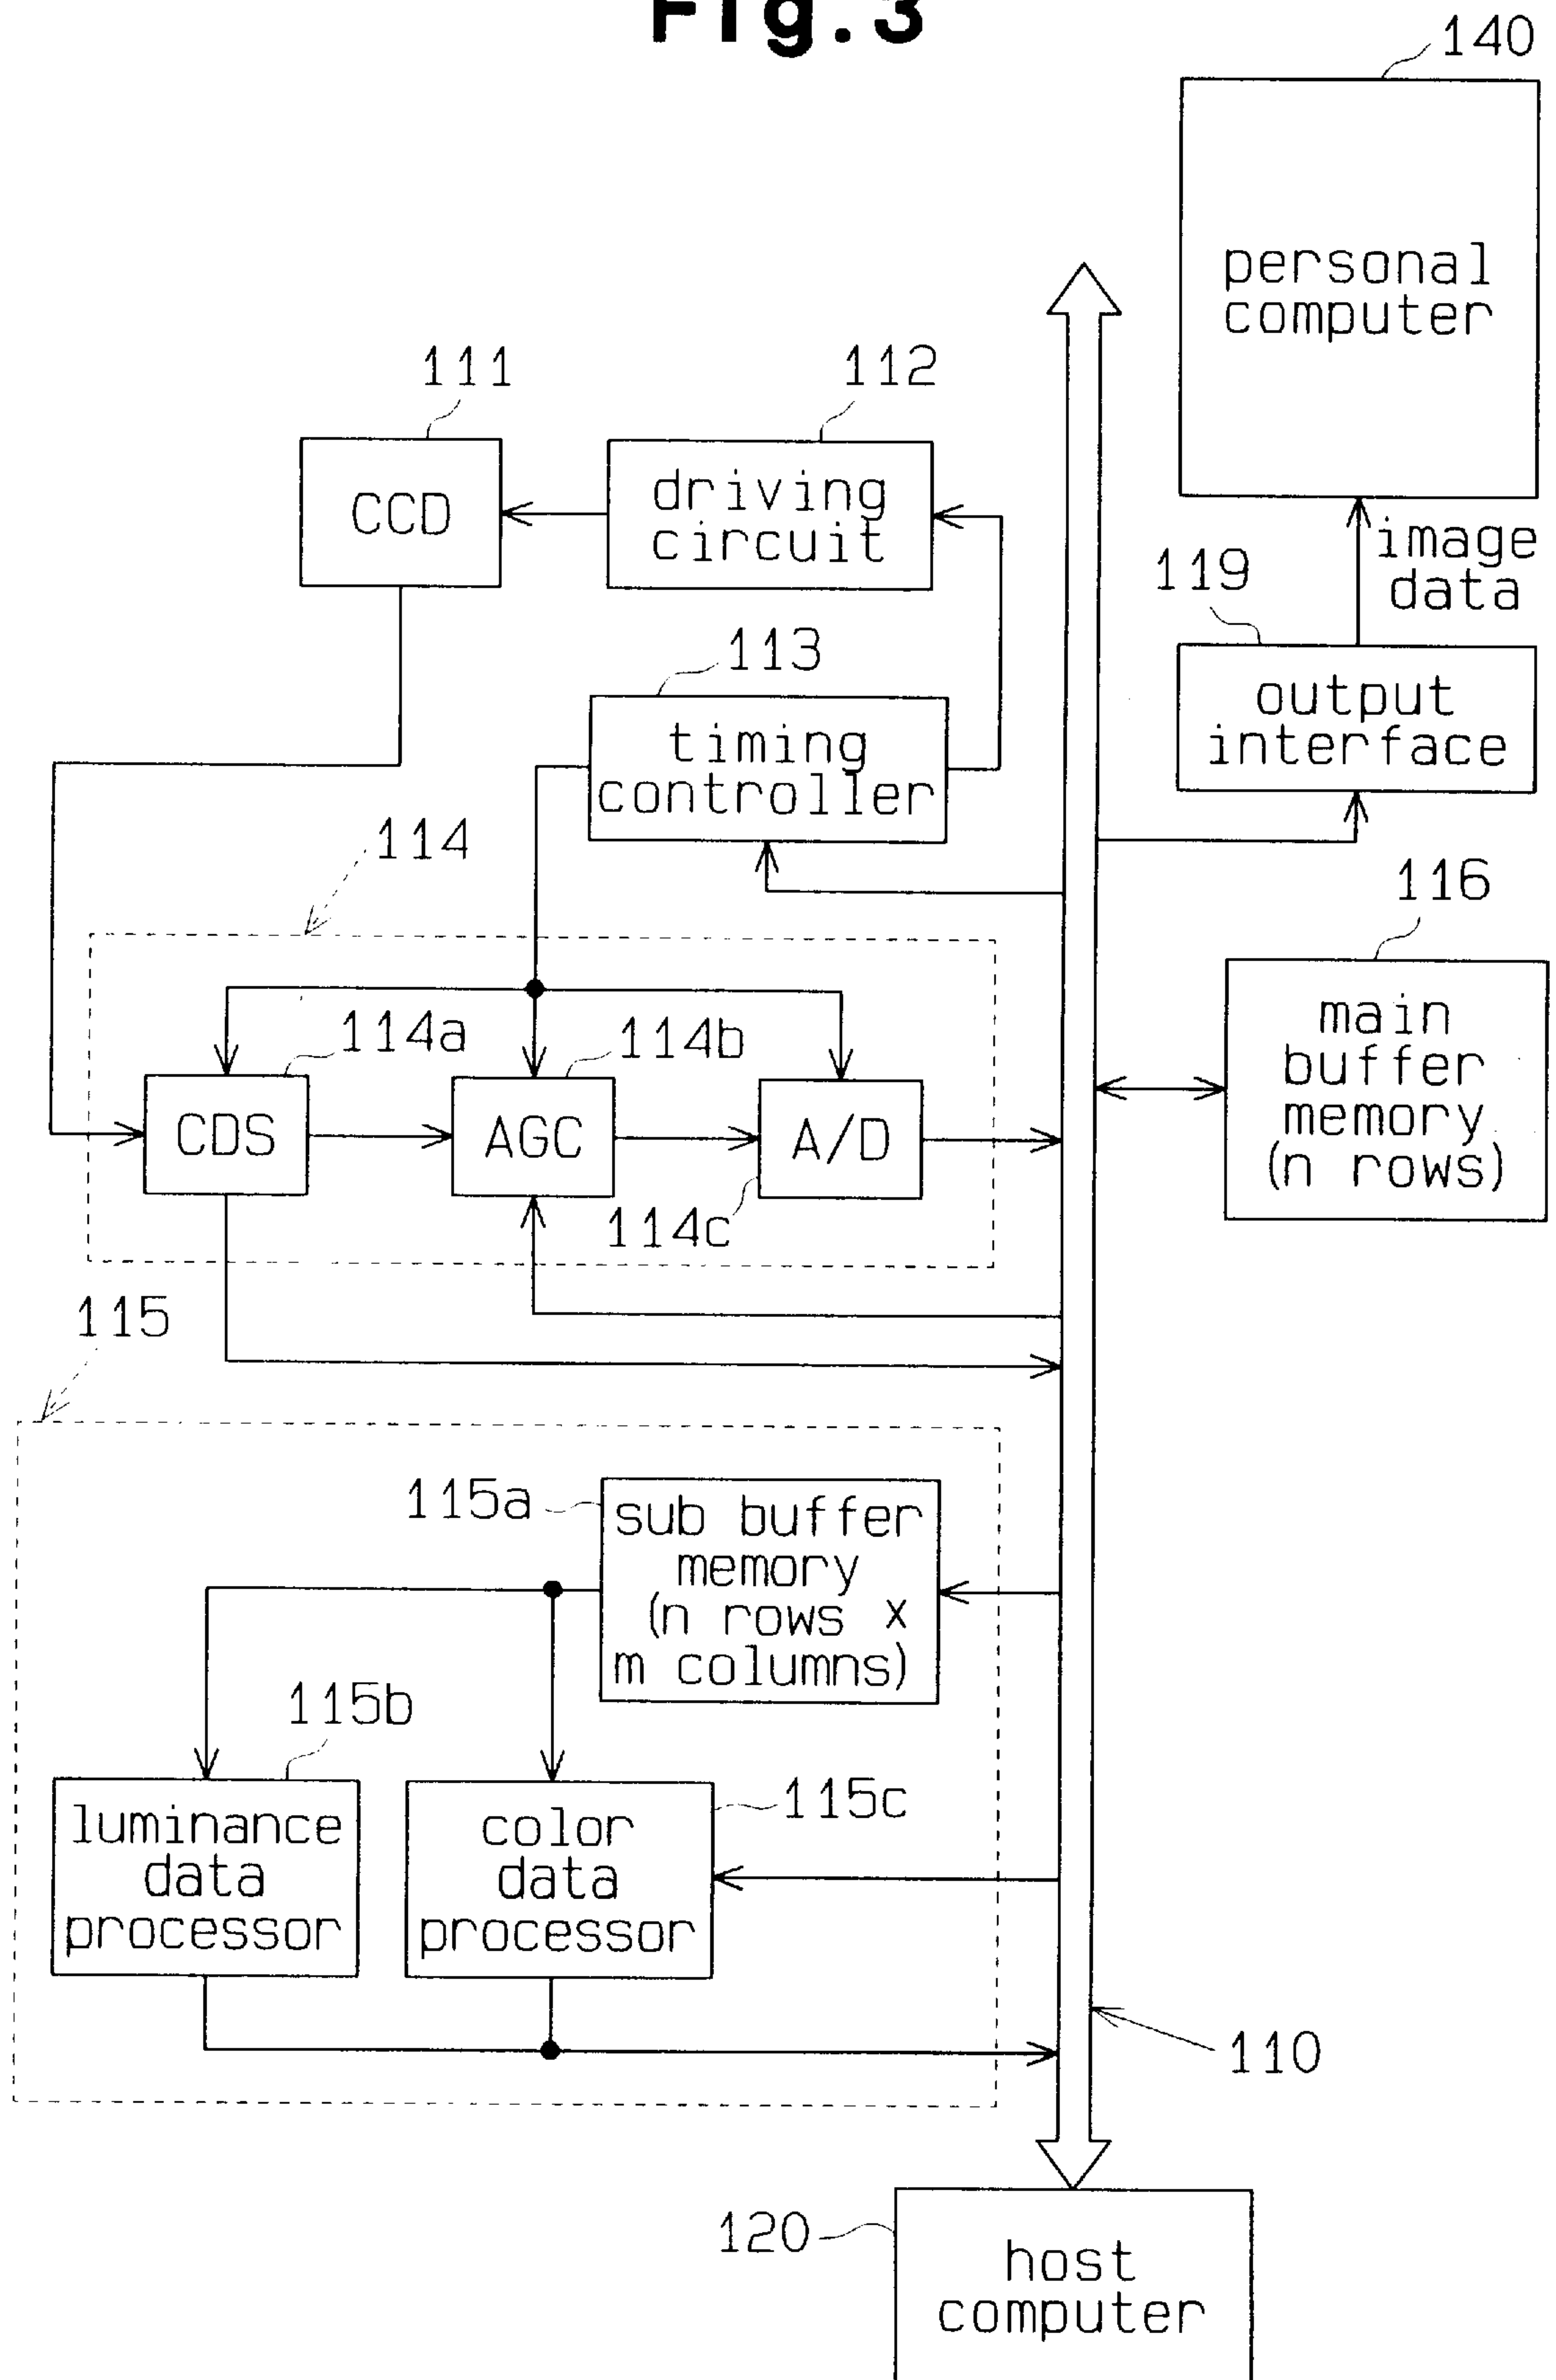 Fig.3
140
personal
computer
111
112
CCD
driving
circuit
image
data
119
113
output
interface
timing
controller
114
116
main
buffer
memory
(n rows)
114a
114b
CDS
AGC
A/D
114c
115
115a
sub buffer
memory
(n rows x
m columns)
115b
luminance
data
processor
115c
color
data
processor
110
120
host
computer